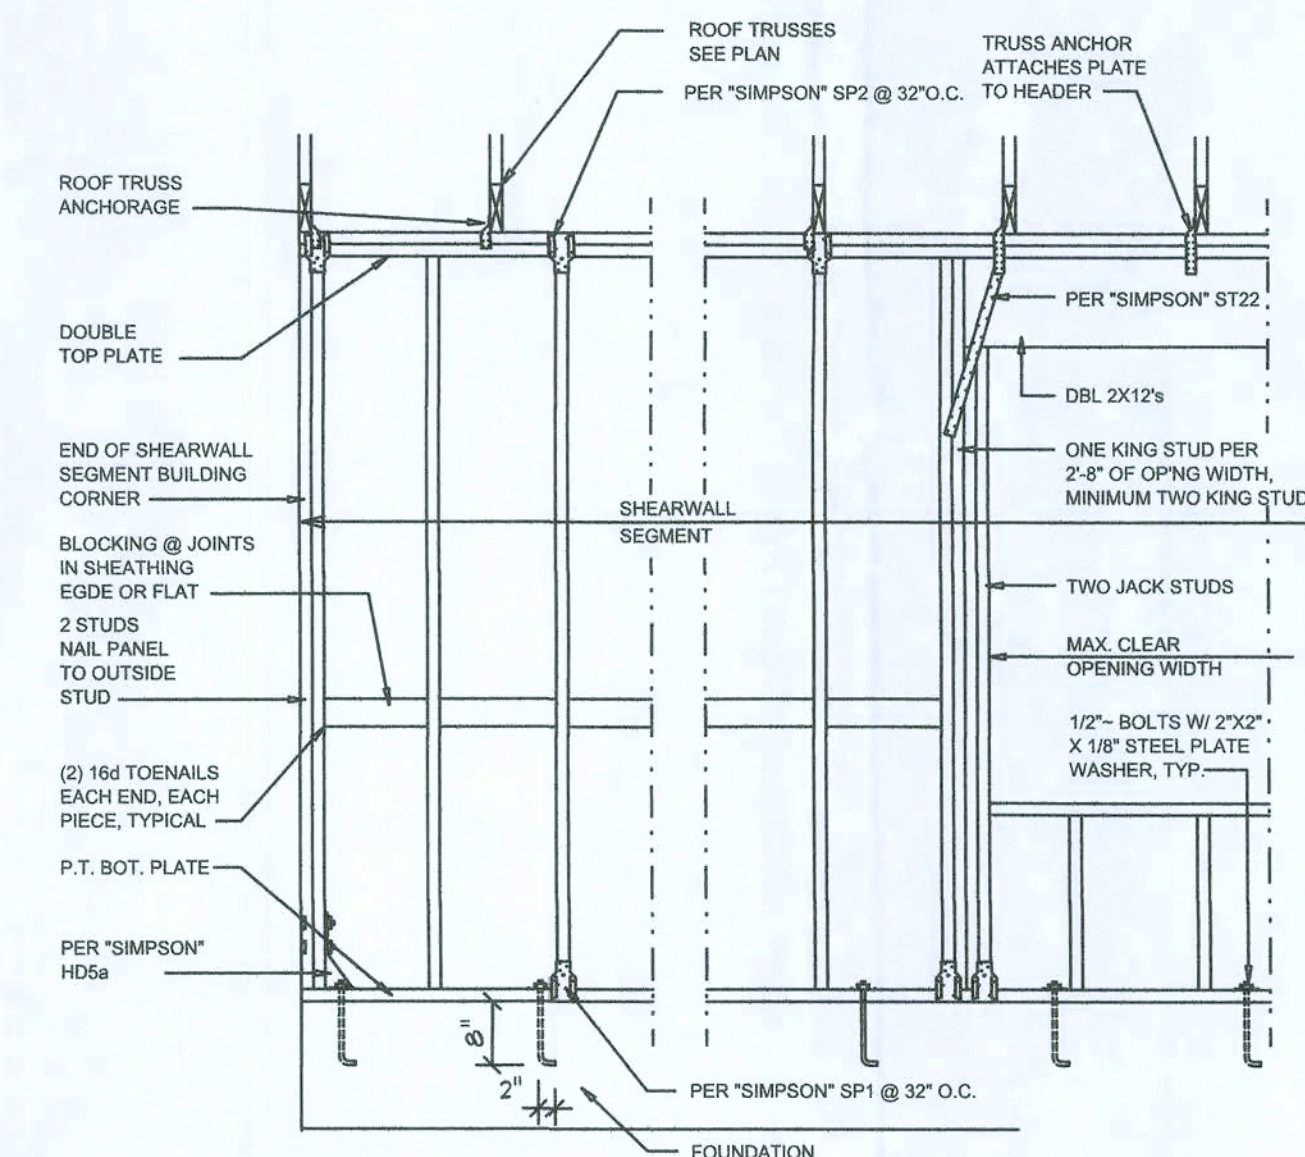 ROOF TRUSSES
SEE PLAN
PER "SIMPSON" SP2 @ 32"O.C.
TRUSS ANCHOR
ATTACHES PLATE
TO HEADER
ROOF TRUSS
ANCHORAGE
DOUBLE
TOP PLATE
PER "SIMPSON" ST22
DBL 2X12's
END OF SHEARWALL
SEGMENT BUILDING
CORNER
ONE KING STUD PER
2'-8" OF OP'NG WIDTH,
MINIMUM TWO KING STUD
SHEARWALL
SEGMENT
BLOCKING @ JOINTS
IN SHEATHING
EGDE OR FLAT
TWO JACK STUDS
2 STUDS
NAIL PANEL
TO OUTSIDE
STUD
MAX. CLEAR
OPENING WIDTH
1/2"~ BOLTS W/ 2"X2"
X 1/8" STEEL PLATE
WASHER, TYP.
(2) 16d TOENAILS
EACH END, EACH
PIECE, TYPICAL
P.T. BOT. PLATE
PER "SIMPSON"
HD5a
8"
2"
PER "SIMPSON" SP1 @ 32" O.C.
FOUNDATION